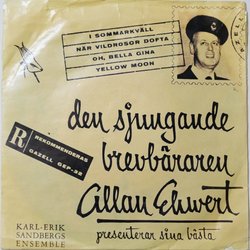 I SOMMARKVÄLL
NÄR VILDROSOR DOFTA
OH, BELLA GINA
YELLOW MOON
R
REKOMMENDERAS
GAZELL GEP-22
den sjungande
brevbäraren
Allan Ehwert
presenterar sina bästa
KARL-ERIK
SANDBERGS
ENSEMBLE